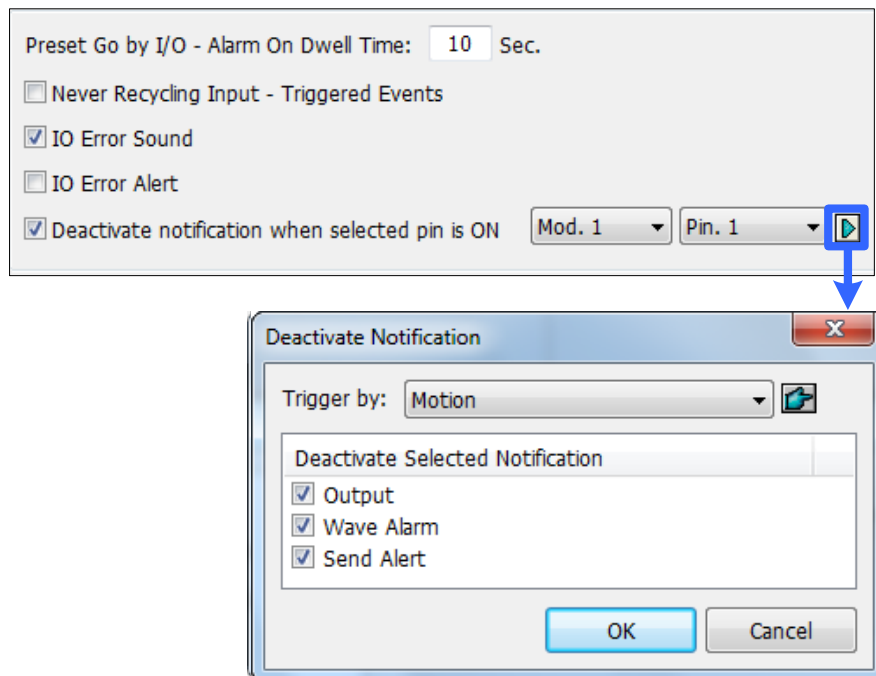 Preset Go by I/O - Alarm On Dwell Time: 10 Sec.
Never Recycling Input - Triggered Events
IO Error Sound
IO Error Alert
Deactivate notification when selected pin is ON Mod. 1 Pin. 1
Deactivate Notification
Trigger by: Motion
Deactivate Selected Notification
Output
Wave Alarm
Send Alert
OK Cancel